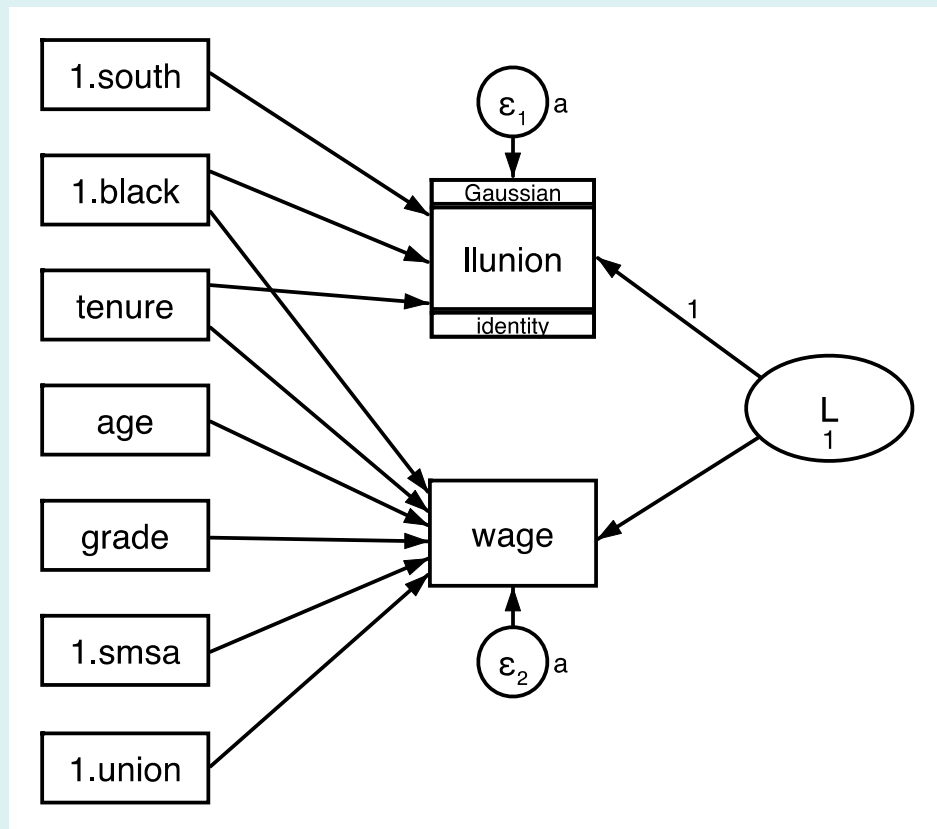 1.south
1.black
tenure
age
grade
1.smsa
1.union
ε1 a
Gaussian
llunion
identity
1
L
1
wage
ε2 a